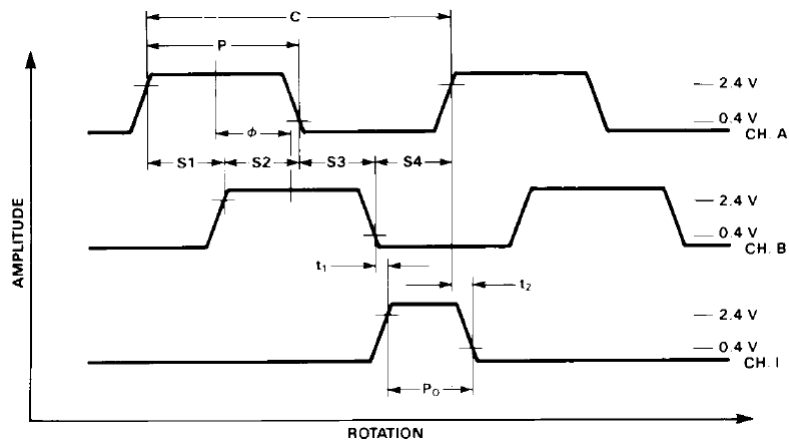 C
P
2.4 V
0.4 V
CH. A
ϕ
S1 S2 S3 S4
2.4 V
0.4 V
CH. B
t₁
t₂
2.4 V
0.4 V
CH. I
P₀
AMPLITUDE
ROTATION